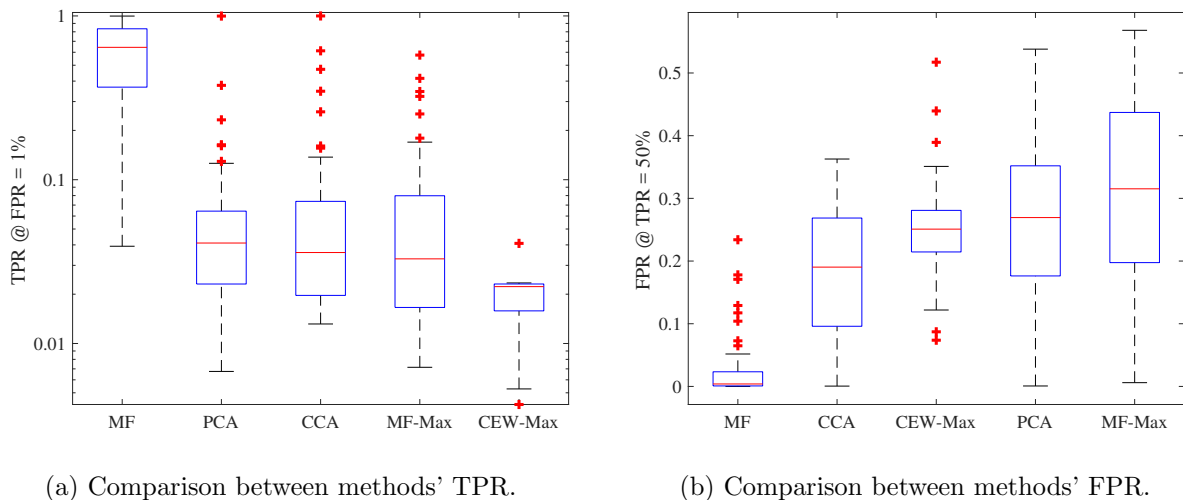 1
0.1
0.01
TPR @ FPR = 1%
MF PCA CCA MF-Max CEW-Max
0.5
0.4
0.3
0.2
0.1
0
FPR @ TPR = 50%
MF CCA CEW-Max PCA MF-Max
(a) Comparison between methods' TPR.
(b) Comparison between methods' FPR.